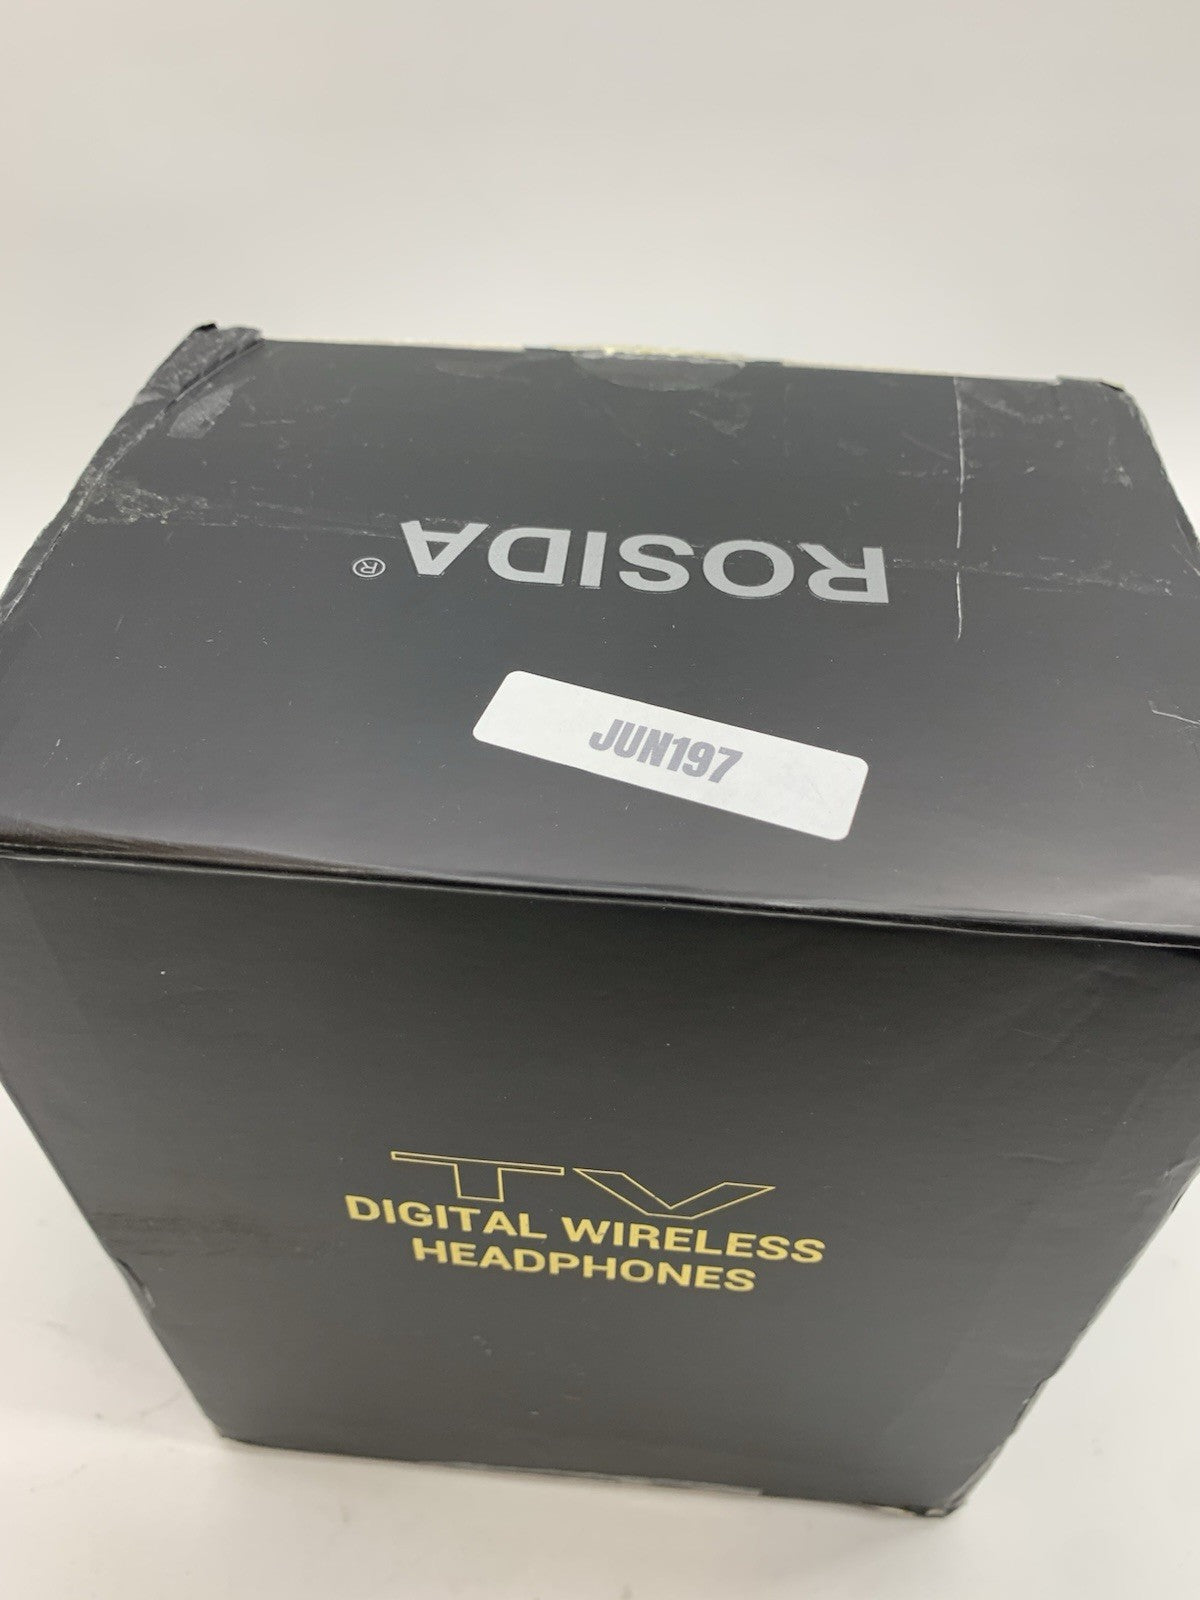 ROSIDA®
JUN197
TV
DIGITAL WIRELESS
HEADPHONES